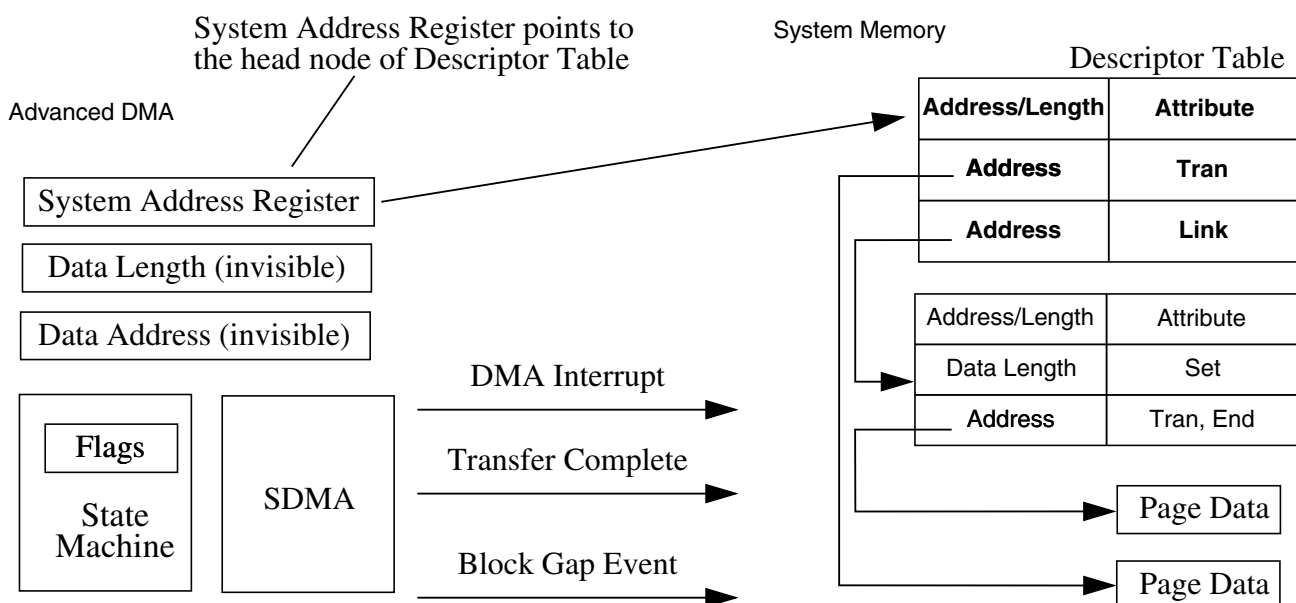 System Address Register points to
the head node of Descriptor Table
System Memory
Descriptor Table
Advanced DMA
Address/Length Attribute
Address Tran
Address Link
System Address Register
Data Length (invisible)
Data Address (invisible)
Address/Length Attribute
Data Length Set
Address Tran, End
DMA Interrupt
Flags
State
Machine
SDMA
Transfer Complete
Block Gap Event
Page Data
Page Data